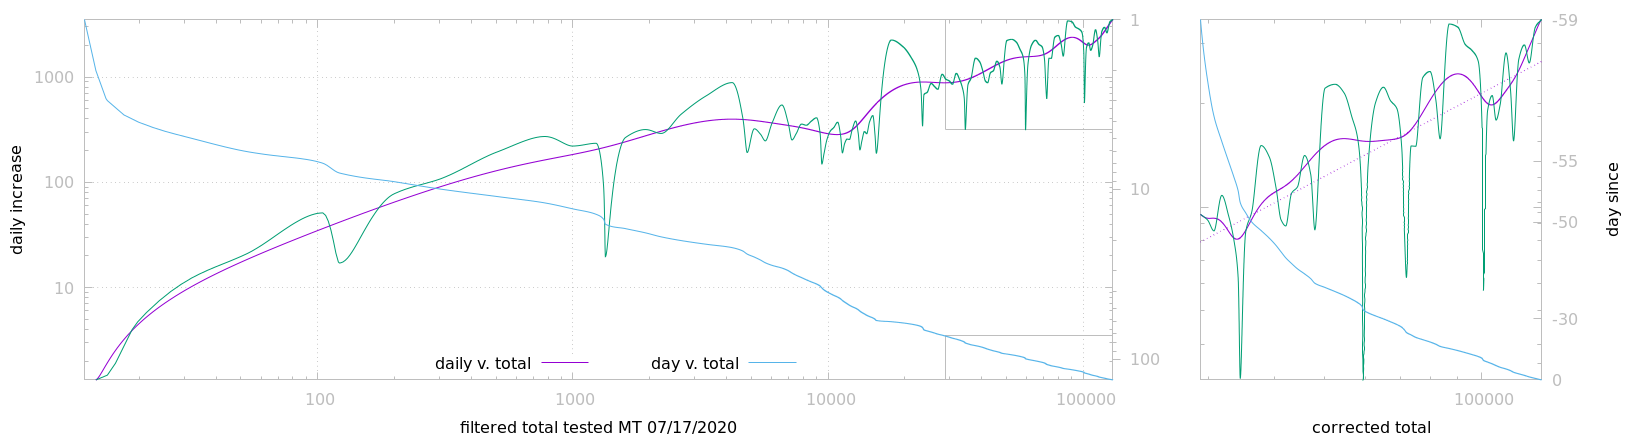 1000
100
10
daily increase
daily v. total
day v. total
100
1000
10000
100000
filtered total tested MT 07/17/2020
1
10
100
-59
-55
-50
-30
0
day since
100000
corrected total